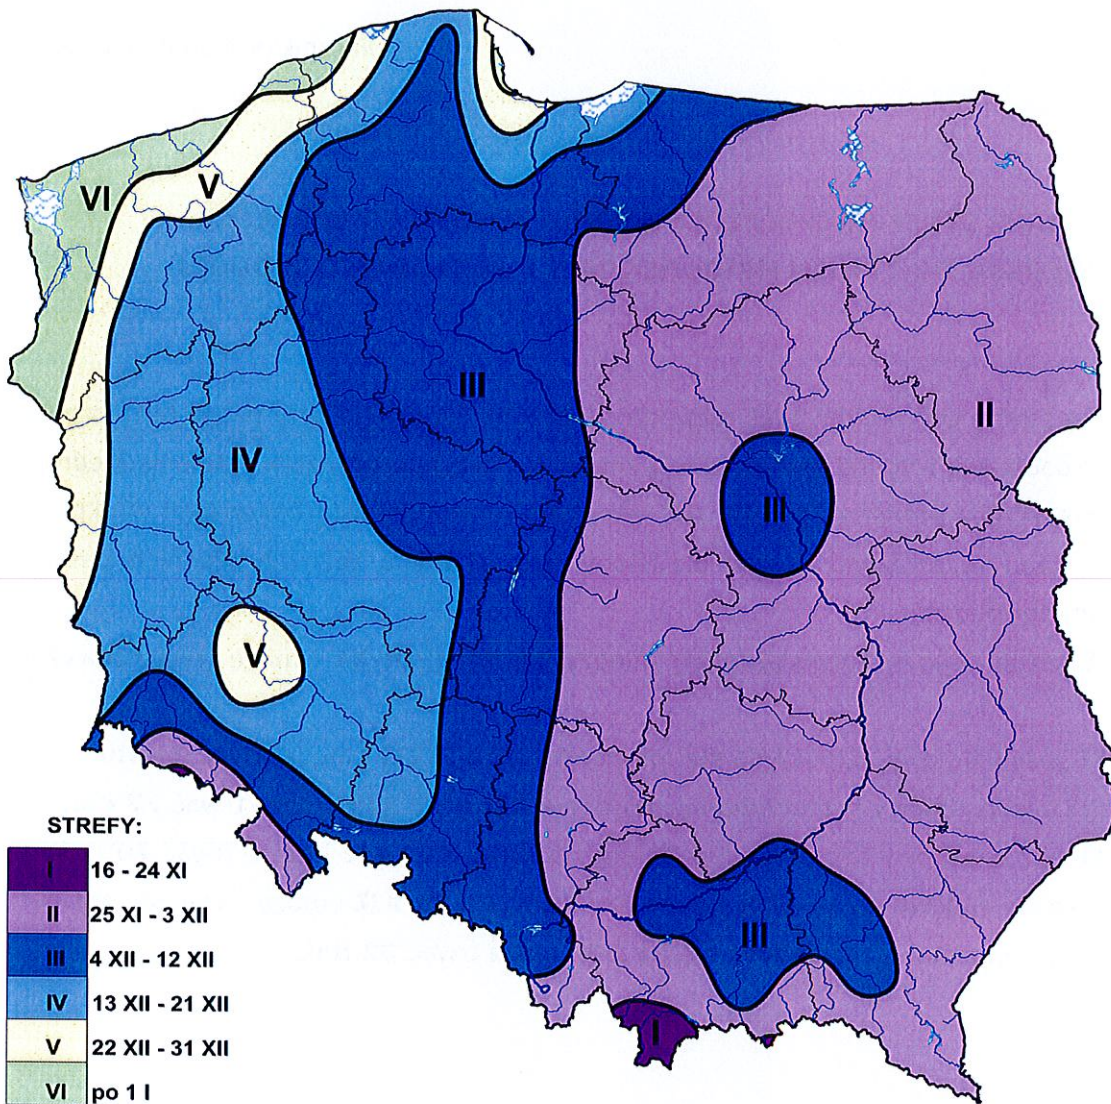 VI
V
III
II
IV
III
V
III
I
STREFY:
I 16 - 24 XI
II 25 XI - 3 XII
III 4 XII - 12 XII
IV 13 XII - 21 XII
V 22 XII - 31 XII
VI po 1 I